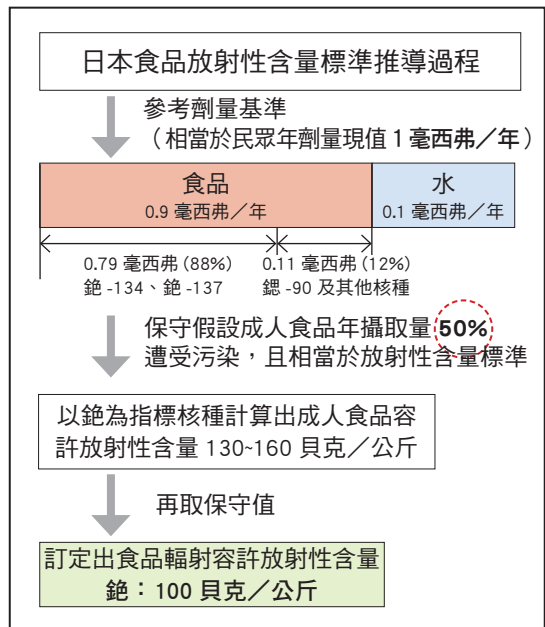 日本食品放射性含量標準推導過程
參考劑量基準
（相當於民眾年劑量現值 1 毫西弗／年）
食品
0.9 毫西弗／年
水
0.1 毫西弗／年
0.79 毫西弗 (88%)
銫 -134、銫 -137
0.11 毫西弗 (12%)
鍶 -90 及其他核種
保守假設成人食品年攝取量 50%
遭受污染，且相當於放射性含量標準
以銫為指標核種計算出成人食品容
許放射性含量 130~160 貝克／公斤
再取保守值
訂定出食品輻射容許放射性含量
銫：100 貝克／公斤